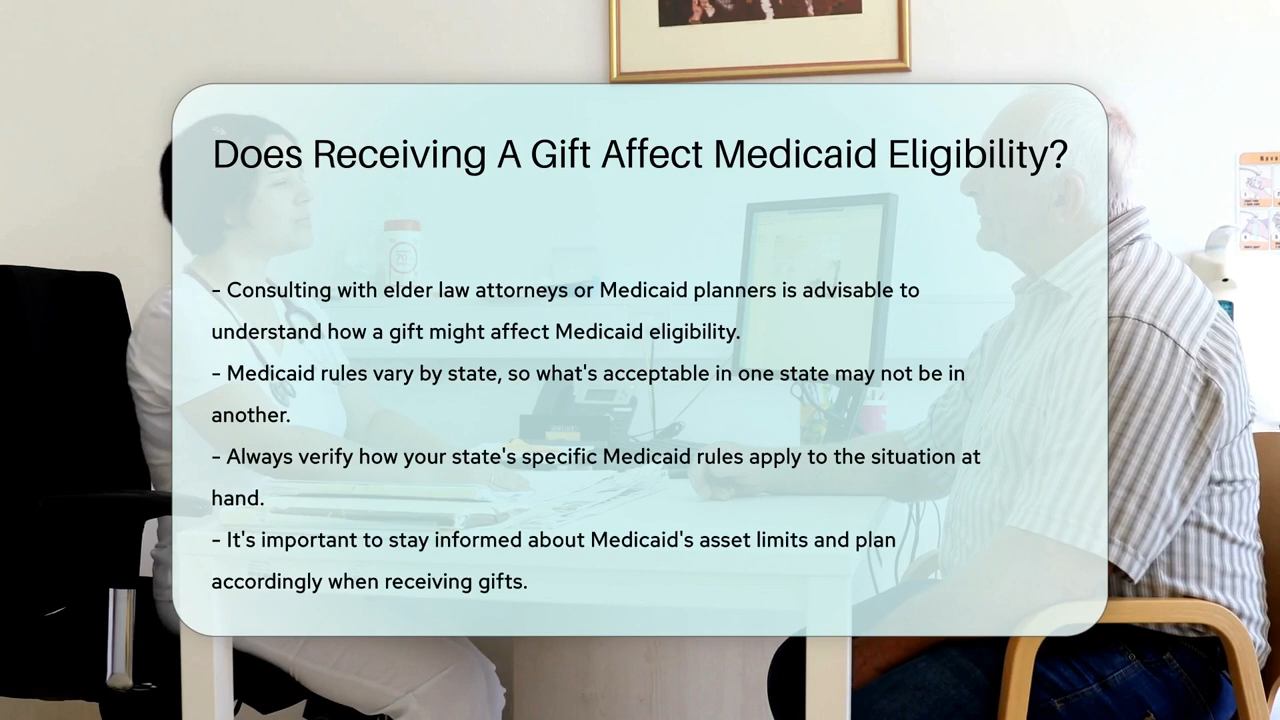 Does Receiving A Gift Affect Medicaid Eligibility?
- Consulting with elder law attorneys or Medicaid planners is advisable to
understand how a gift might affect Medicaid eligibility.
- Medicaid rules vary by state, so what's acceptable in one state may not be in
another.
- Always verify how your state's specific Medicaid rules apply to the situation at
hand.
- It's important to stay informed about Medicaid's asset limits and plan
accordingly when receiving gifts.